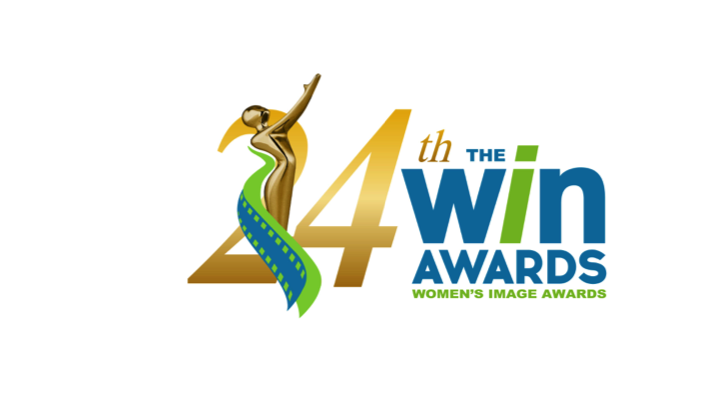 24th THE
win
AWARDS
WOMEN'S IMAGE AWARDS